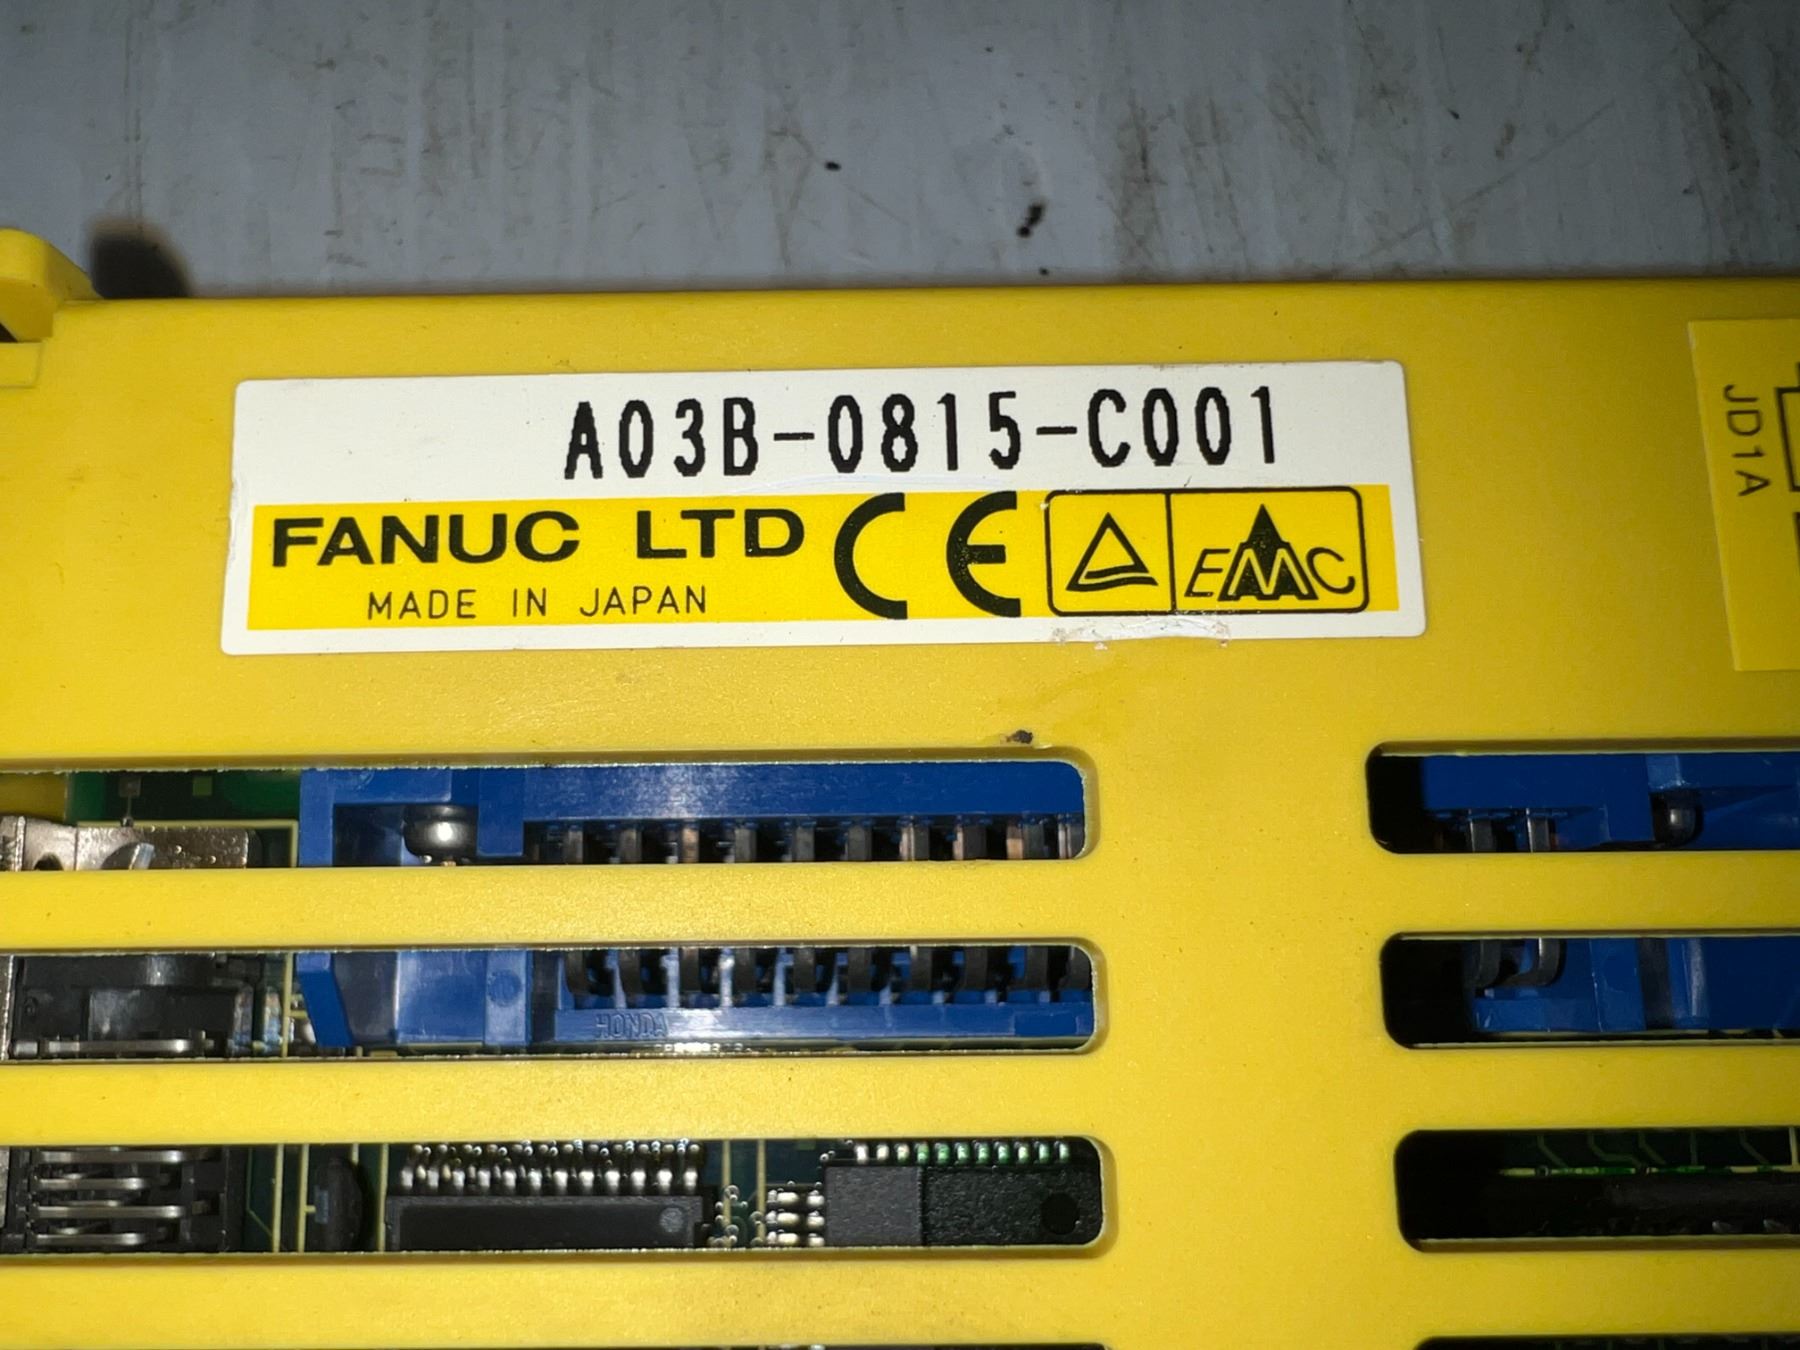 A03B-0815-C001
FANUC LTD CE EMC
MADE IN JAPAN
JD1A
HONDA